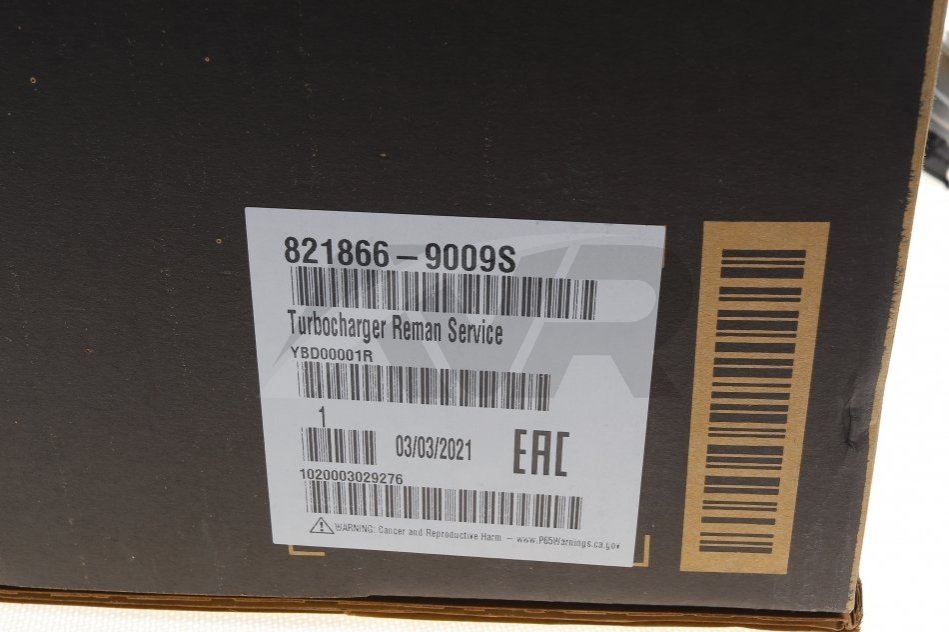 821866-9009S
Turbocharger Reman Service
YBD00001R
1
03/03/2021 EAC
1020003029276
WARNING: Cancer and Reproductive Harm - www.P65Warnings.ca.gov